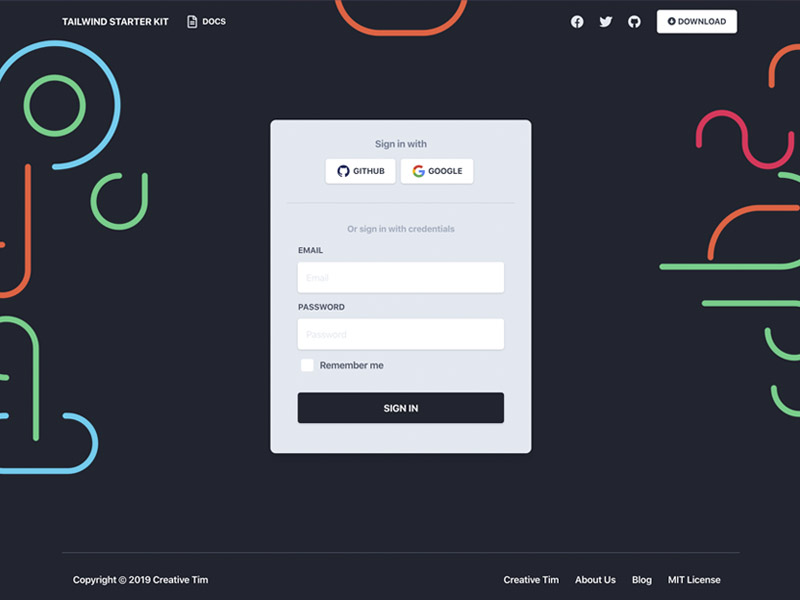 TAILWIND STARTER KIT DOCS DOWNLOAD
Sign in with
GITHUB GOOGLE
Or sign in with credentials
EMAIL
Email
PASSWORD
Password
Remember me
SIGN IN
Copyright © 2019 Creative Tim Creative Tim About Us Blog MIT License